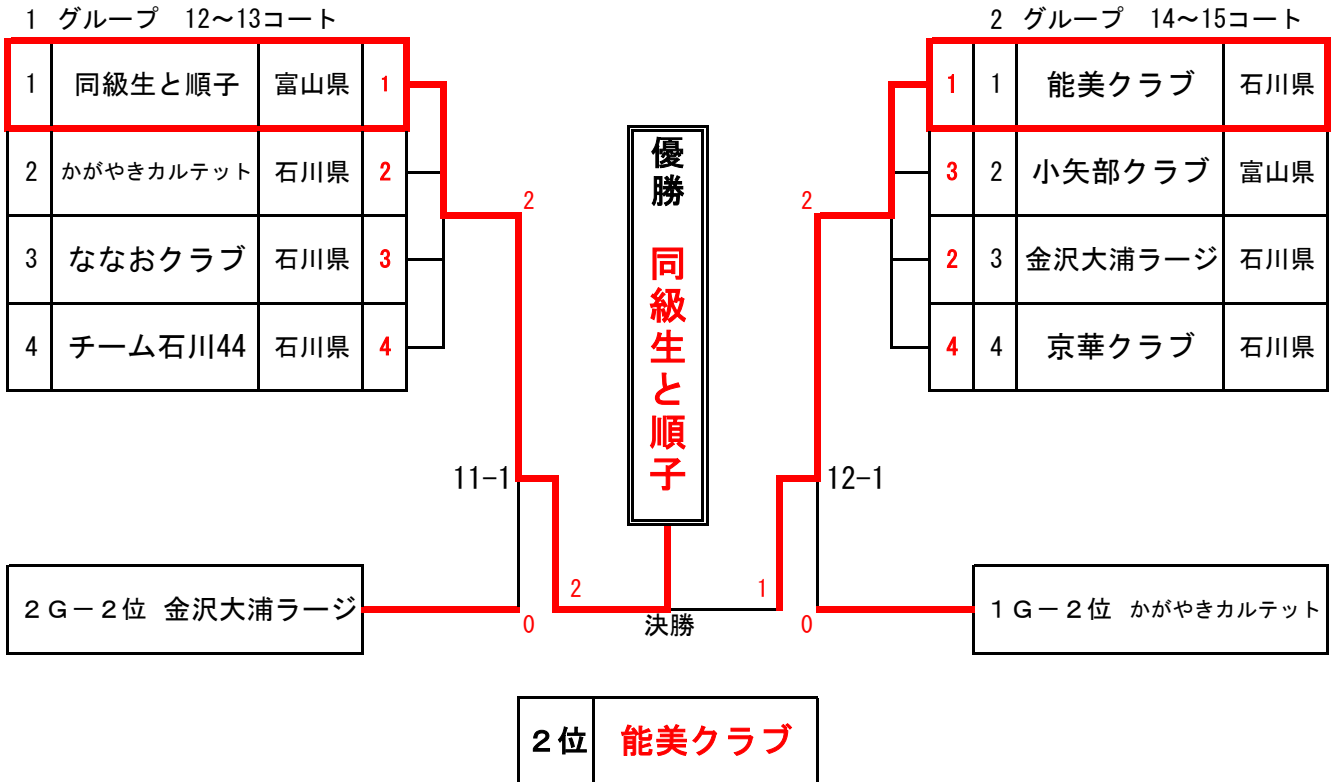 1 グループ 12～13コート
1 同級生と順子 富山県 1
2 かがやきカルテット 石川県 2
3 ななおクラブ 石川県 3
4 チーム石川44 石川県 4
2 グループ 14～15コート
1 1 能美クラブ 石川県
3 2 小矢部クラブ 富山県
2 3 金沢大浦ラージ 石川県
4 4 京華クラブ 石川県
優勝 同級生と順子
2
2
11-1
12-1
2Gー2位 金沢大浦ラージ
0
2
決勝
1
0
1Gー2位 かがやきカルテット
2位 能美クラブ